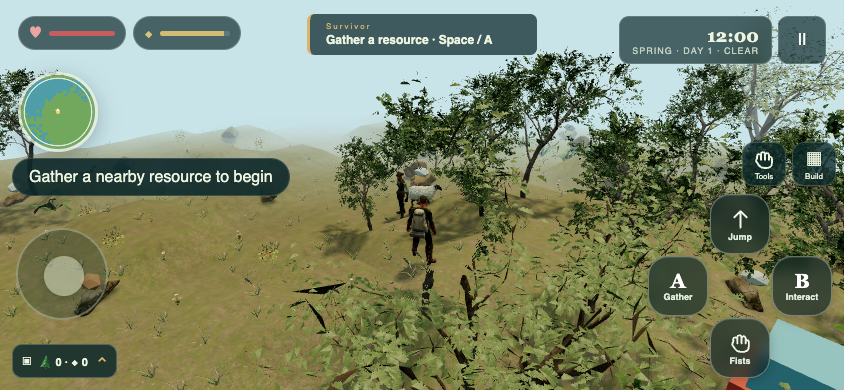 Survivor
Gather a resource · Space / A
12:00
SPRING · DAY 1 · CLEAR
Gather a nearby resource to begin
Tools
Build
Jump
A
Gather
B
Interact
Fists
0 · ◆ 0